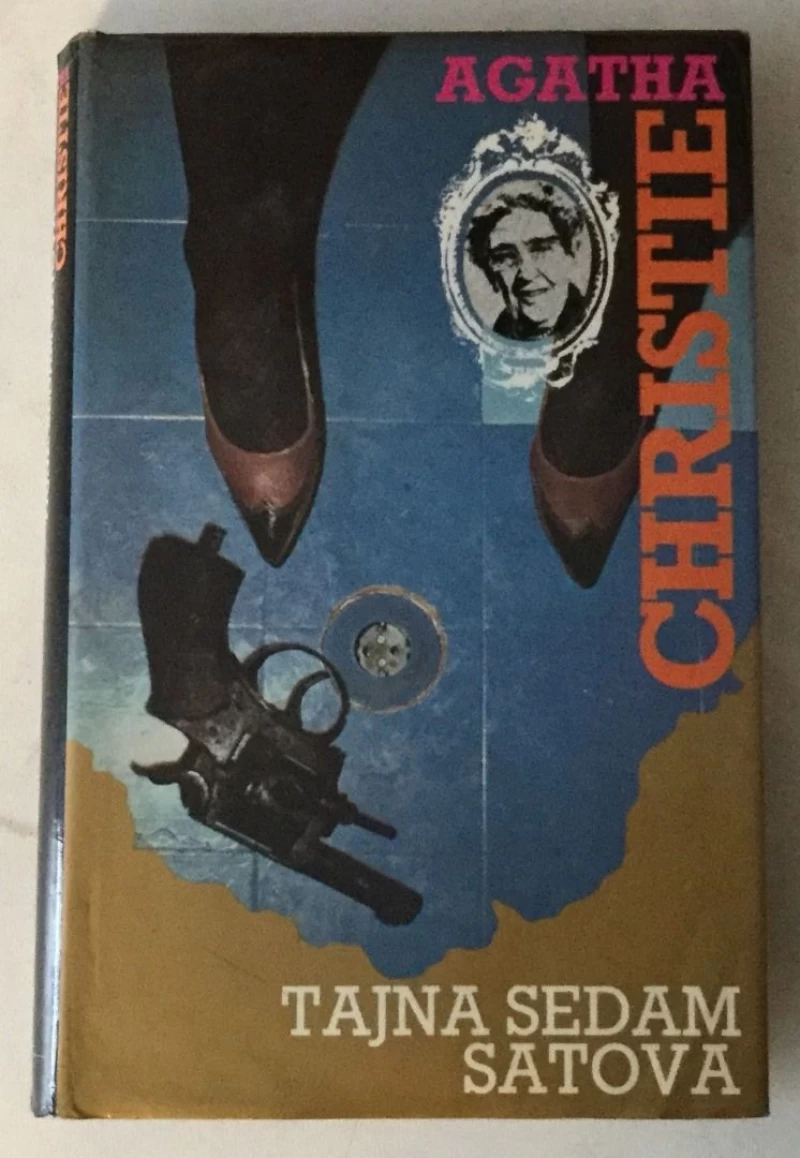 AGATHA
CHRISTIE
TAJNA SEDAM
SATOVA
CHRISTIE